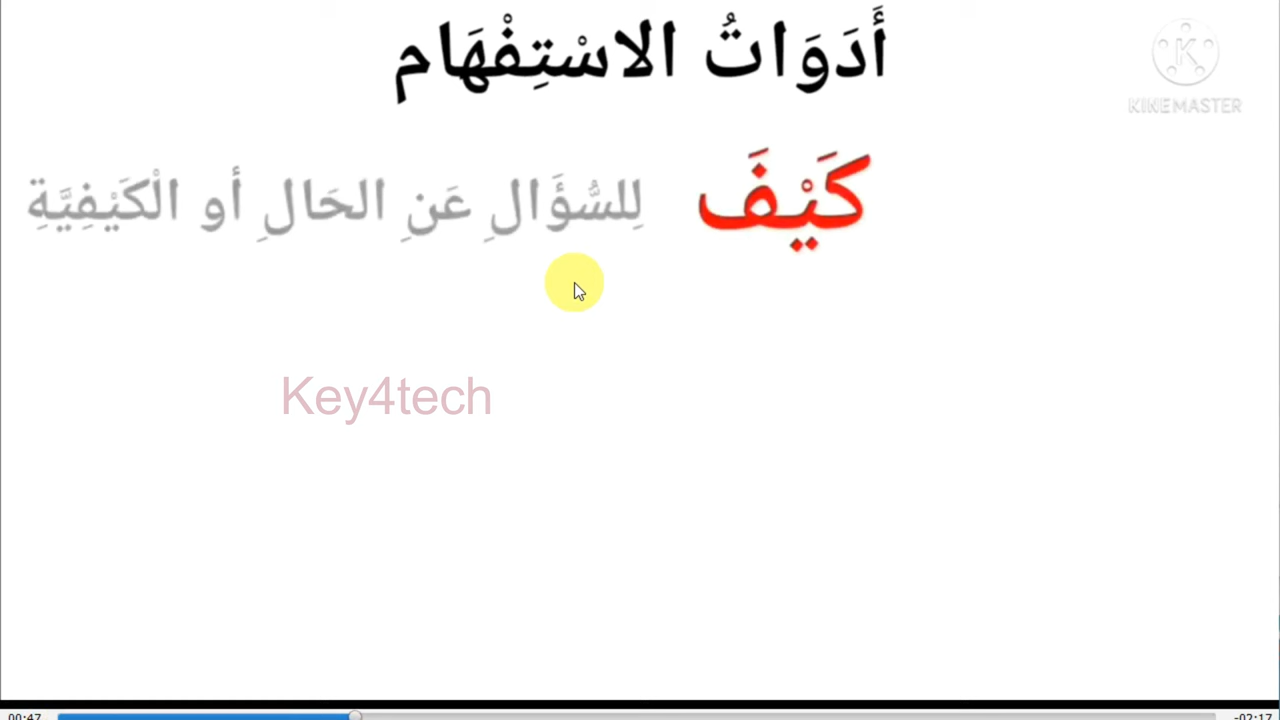 أَدَوَاتُ الاسْتِفْهَام
KINEMASTER
كَيْفَ لِلسُّؤَالِ عَنِ الحَالِ أو الْكَيْفِيَّةِ
Key4tech
00:47 -02:17